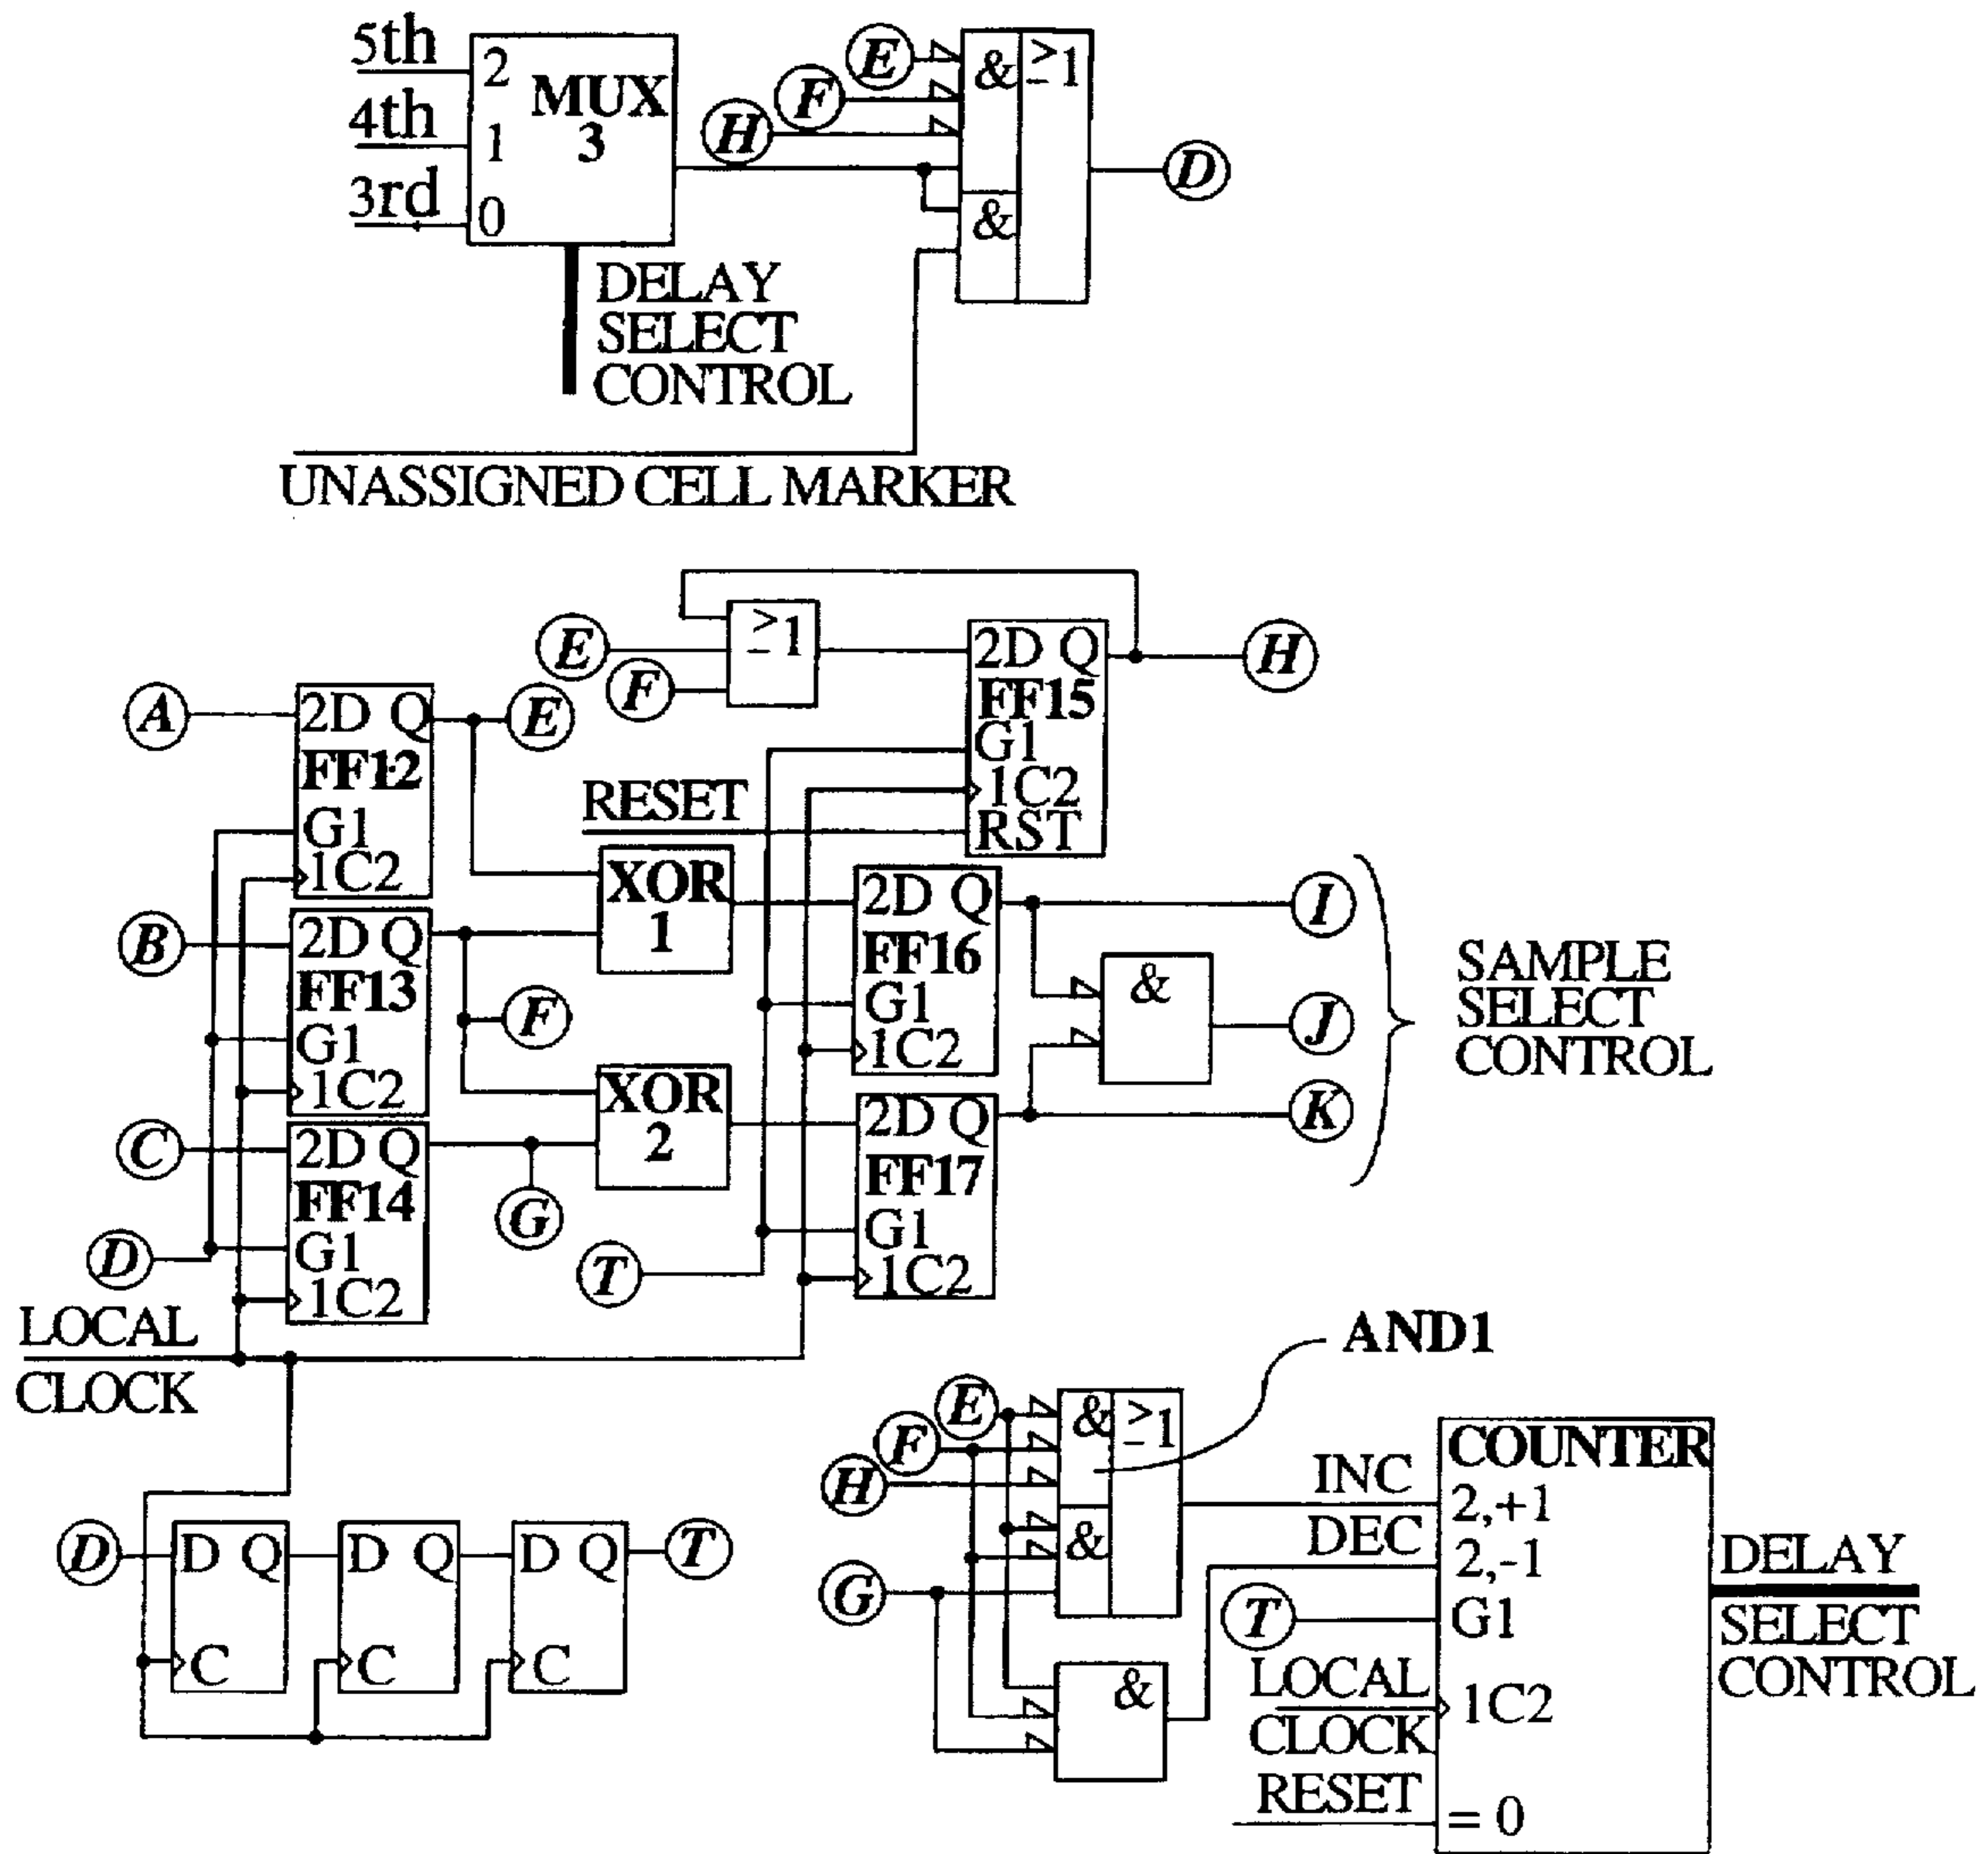 5th
4th
3rd
2
1
0
MUX
3
DELAY
SELECT
CONTROL
E
F
H
&
≥1
&
D
UNASSIGNED CELL MARKER
E
F
≥1
2D Q
FF15
G1
1C2
RST
H
RESET
A
2D Q
FF12
G1
1C2
E
B
2D Q
FF13
G1
1C2
F
C
2D Q
FF14
G1
1C2
G
D
XOR
1
XOR
2
T
2D Q
FF16
G1
1C2
2D Q
FF17
G1
1C2
&
I
J
K
SAMPLE
SELECT
CONTROL
LOCAL
CLOCK
D
D Q
C
D Q
C
D Q
C
T
AND1
E
F
H
G
&
≥1
&
&
INC
DEC
T
LOCAL
CLOCK
RESET
COUNTER
2,+1
2,-1
G1
1C2
= 0
DELAY
SELECT
CONTROL